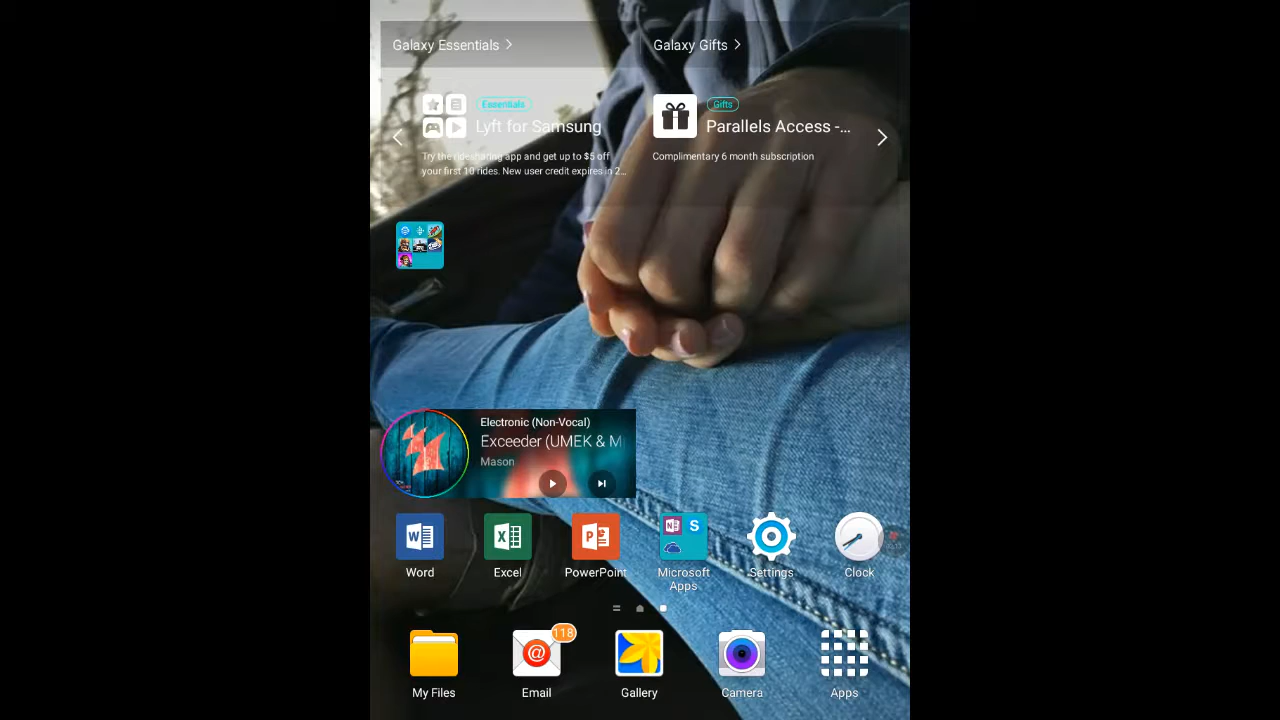 Galaxy Essentials
Galaxy Gifts
Essentials
Lyft for Samsung
Try the ridesharing app and get up to $5 off
your first 10 rides. New user credit expires in 2...
Gifts
Parallels Access -...
Complimentary 6 month subscription
Electronic (Non-Vocal)
Exceeder (UMEK & M
Mason
Word
Excel
PowerPoint
Microsoft
Apps
Settings
Clock
118
My Files
Email
Gallery
Camera
Apps